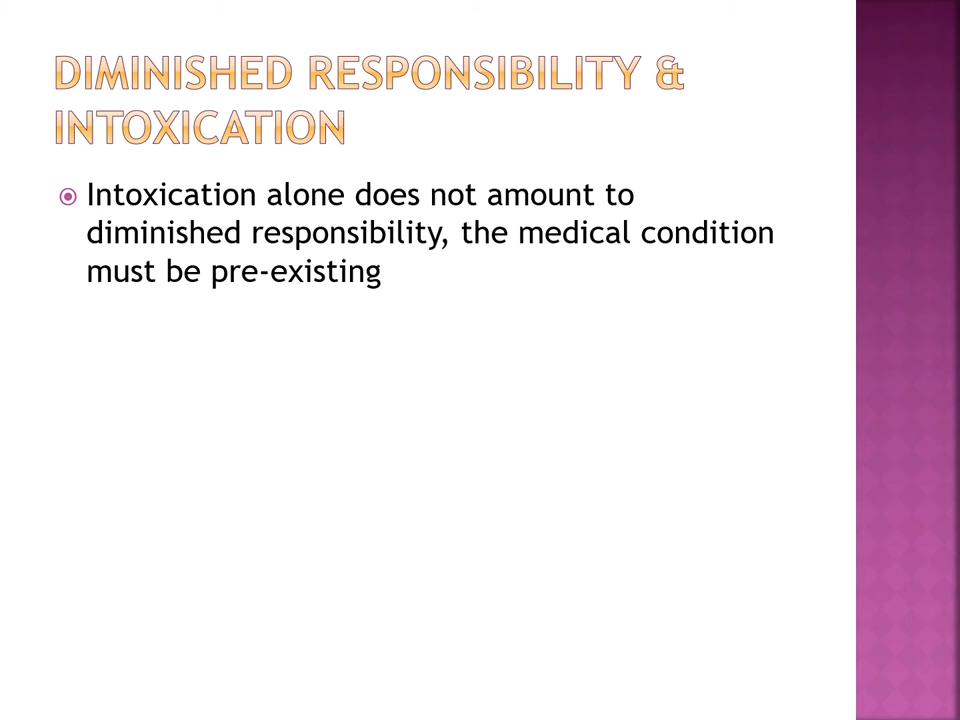 DIMINISHED RESPONSIBILITY &
INTOXICATION
Intoxication alone does not amount to
diminished responsibility, the medical condition
must be pre-existing